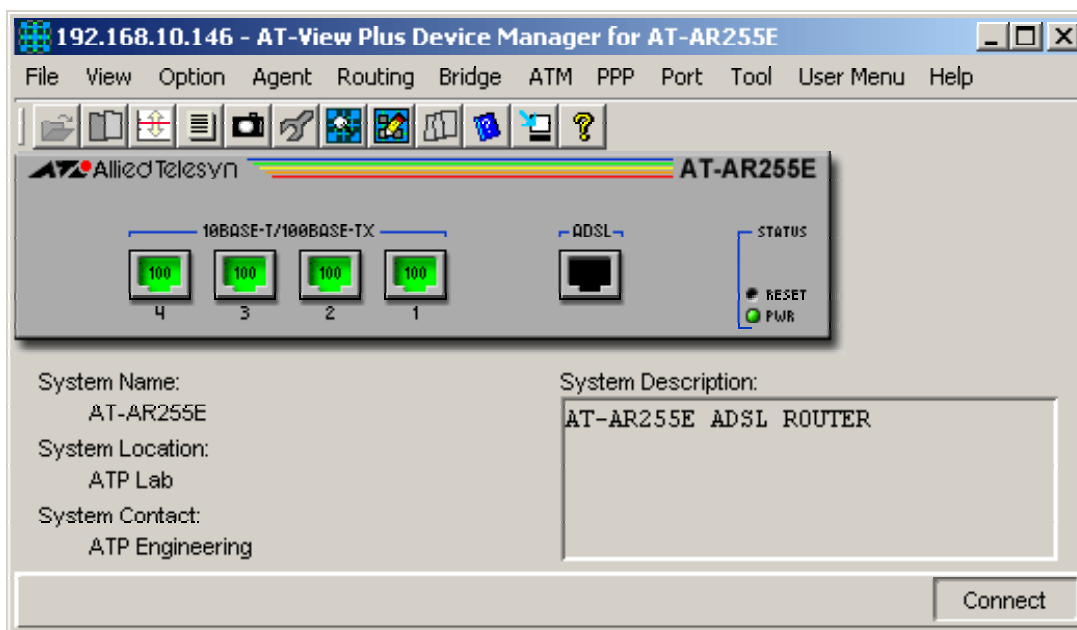 192.168.10.146 - AT-View Plus Device Manager for AT-AR255E
File View Option Agent Routing Bridge ATM PPP Port Tool User Menu Help
Allied Telesyn AT-AR255E
10BASE-T/100BASE-TX ADSL STATUS
100 100 100 100
RESET
4 3 2 1 PWR
System Name: System Description:
AT-AR255E AT-AR255E ADSL ROUTER
System Location:
ATP Lab
System Contact:
ATP Engineering
Connect